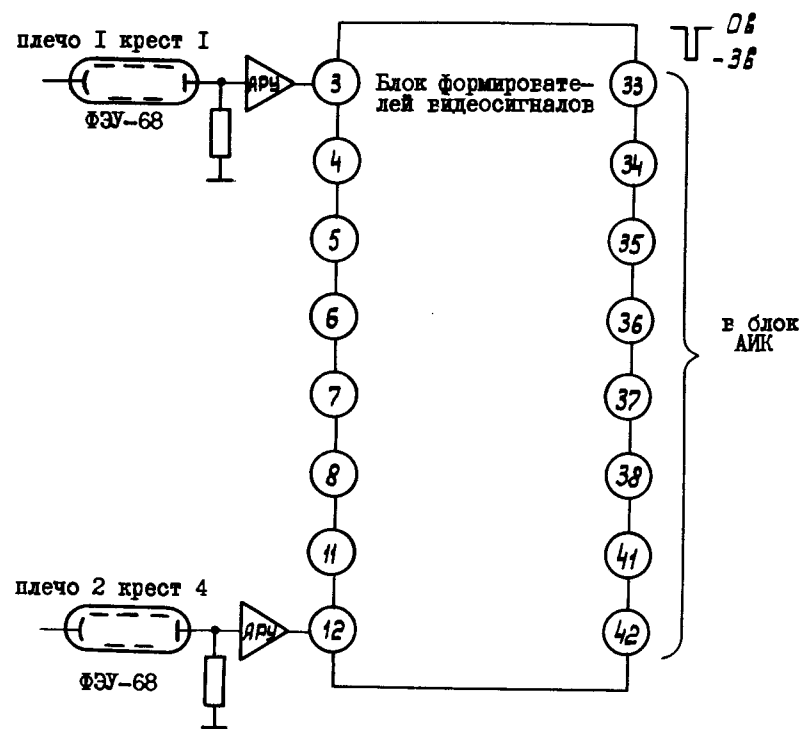 0в
-3в
плечо I крест I
АРУ
3
Блок формировате-
лей видеосигналов
33
ФЭУ-68
4
34
5
35
6
36
в блок
АИК
7
37
8
38
11
41
плечо 2 крест 4
АРУ
12
42
ФЭУ-68